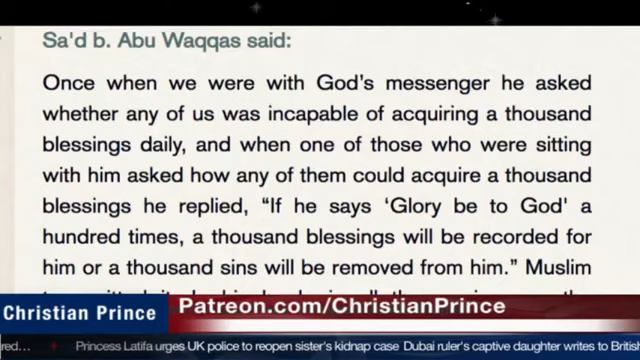 Sa'd b. Abu Waqqas said:
Once when we were with God's messenger he asked
whether any of us was incapable of acquiring a thousand
blessings daily, and when one of those who were sitting
with him asked how any of them could acquire a thousand
blessings he replied, “If he says ‘Glory be to God' a
hundred times, a thousand blessings will be recorded for
him or a thousand sins will be removed from him.” Muslim
Christian Prince
Patreon.com/ChristianPrince
Princess Latifa urges UK police to reopen sister's kidnap case Dubai ruler's captive daughter writes to British